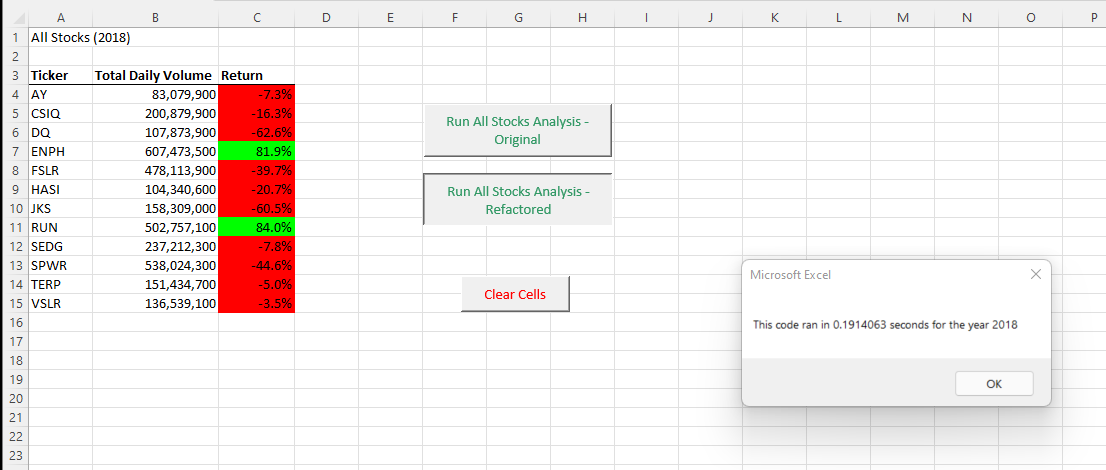 A B C D E F G H I J K L M N O P
1 All Stocks (2018)
2
3 Ticker Total Daily Volume Return
4 AY 83,079,900 -7.3%
5 CSIQ 200,879,900 -16.3%
6 DQ 107,873,900 -62.6%
7 ENPH 607,473,500 81.9%
8 FSLR 478,113,900 -39.7%
9 HASI 104,340,600 -20.7%
10 JKS 158,309,000 -60.5%
11 RUN 502,757,100 84.0%
12 SEDG 237,212,300 -7.8%
13 SPWR 538,024,300 -44.6%
14 TERP 151,434,700 -5.0%
15 VSLR 136,539,100 -3.5%
16
17
18
19
20
21
22
23
Run All Stocks Analysis -
Original
Run All Stocks Analysis -
Refactored
Clear Cells
Microsoft Excel
This code ran in 0.1914063 seconds for the year 2018
OK